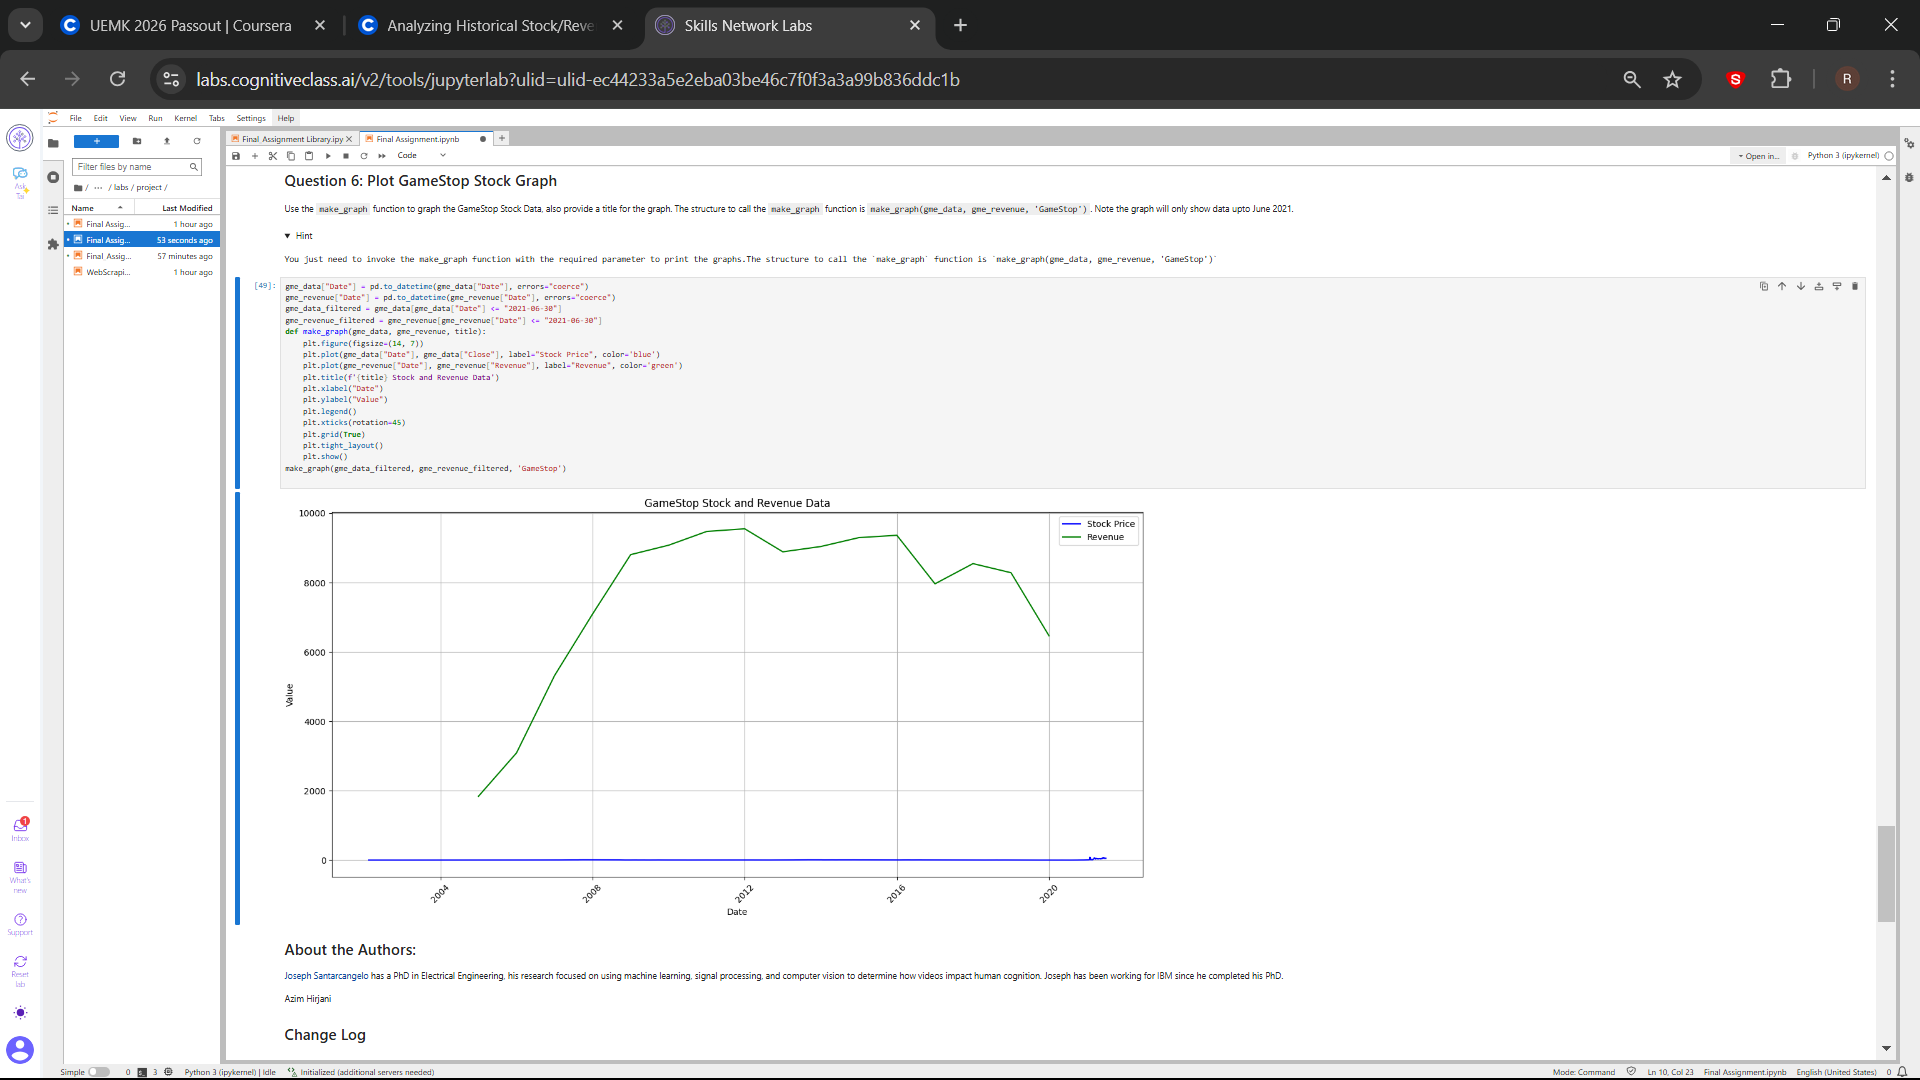 UEMK 2026 Passout | Coursera
Analyzing Historical Stock/Reve
Skills Network Labs
labs.cognitiveclass.ai/v2/tools/jupyterlab?ulid=ulid-ec44233a5e2eba03be46c7f0f3a3a99b836ddc1b
S
R
File Edit View Run Kernel Tabs Settings Help
Ask Tai
Filter files by name
/ ··· / labs / project /
Name Last Modified
Final Assig... 1 hour ago
Final Assig... 53 seconds ago
Final Assig... 57 minutes ago
WebScrapi... 1 hour ago
Final_Assignment Library.ipy
Final Assignment.ipynb
Code
Open in...
Python 3 (ipykernel)
Question 6: Plot GameStop Stock Graph
Use the make_graph function to graph the GameStop Stock Data, also provide a title for the graph. The structure to call the make_graph function is make_graph(gme_data, gme_revenue, 'GameStop') . Note the graph will only show data upto June 2021.
Hint
You just need to invoke the make_graph function with the required parameter to print the graphs.The structure to call the `make_graph` function is `make_graph(gme_data, gme_revenue, 'GameStop')`
[49]:
gme_data["Date"] = pd.to_datetime(gme_data["Date"], errors="coerce")
gme_revenue["Date"] = pd.to_datetime(gme_revenue["Date"], errors="coerce")
gme_data_filtered = gme_data[gme_data["Date"] <= "2021-06-30"]
gme_revenue_filtered = gme_revenue[gme_revenue["Date"] <= "2021-06-30"]
def make_graph(gme_data, gme_revenue, title):
plt.figure(figsize=(14, 7))
plt.plot(gme_data["Date"], gme_data["Close"], label="Stock Price", color='blue')
plt.plot(gme_revenue["Date"], gme_revenue["Revenue"], label="Revenue", color='green')
plt.title(f'{title} Stock and Revenue Data')
plt.xlabel("Date")
plt.ylabel("Value")
plt.legend()
plt.xticks(rotation=45)
plt.grid(True)
plt.tight_layout()
plt.show()
make_graph(gme_data_filtered, gme_revenue_filtered, 'GameStop')
GameStop Stock and Revenue Data
Stock Price
Revenue
10000
8000
6000
4000
2000
0
Value
2004
2008
2012
2016
2020
Date
About the Authors:
Joseph Santarcangelo has a PhD in Electrical Engineering, his research focused on using machine learning, signal processing, and computer vision to determine how videos impact human cognition. Joseph has been working for IBM since he completed his PhD.
Azim Hirjani
Change Log
1
Inbox
What's new
Support
Reset lab
Simple 0 3 Python 3 (ipykernel) | Idle Initialized (additional servers needed)
Mode: Command Ln 10, Col 23 Final Assignment.ipynb English (United States) 0